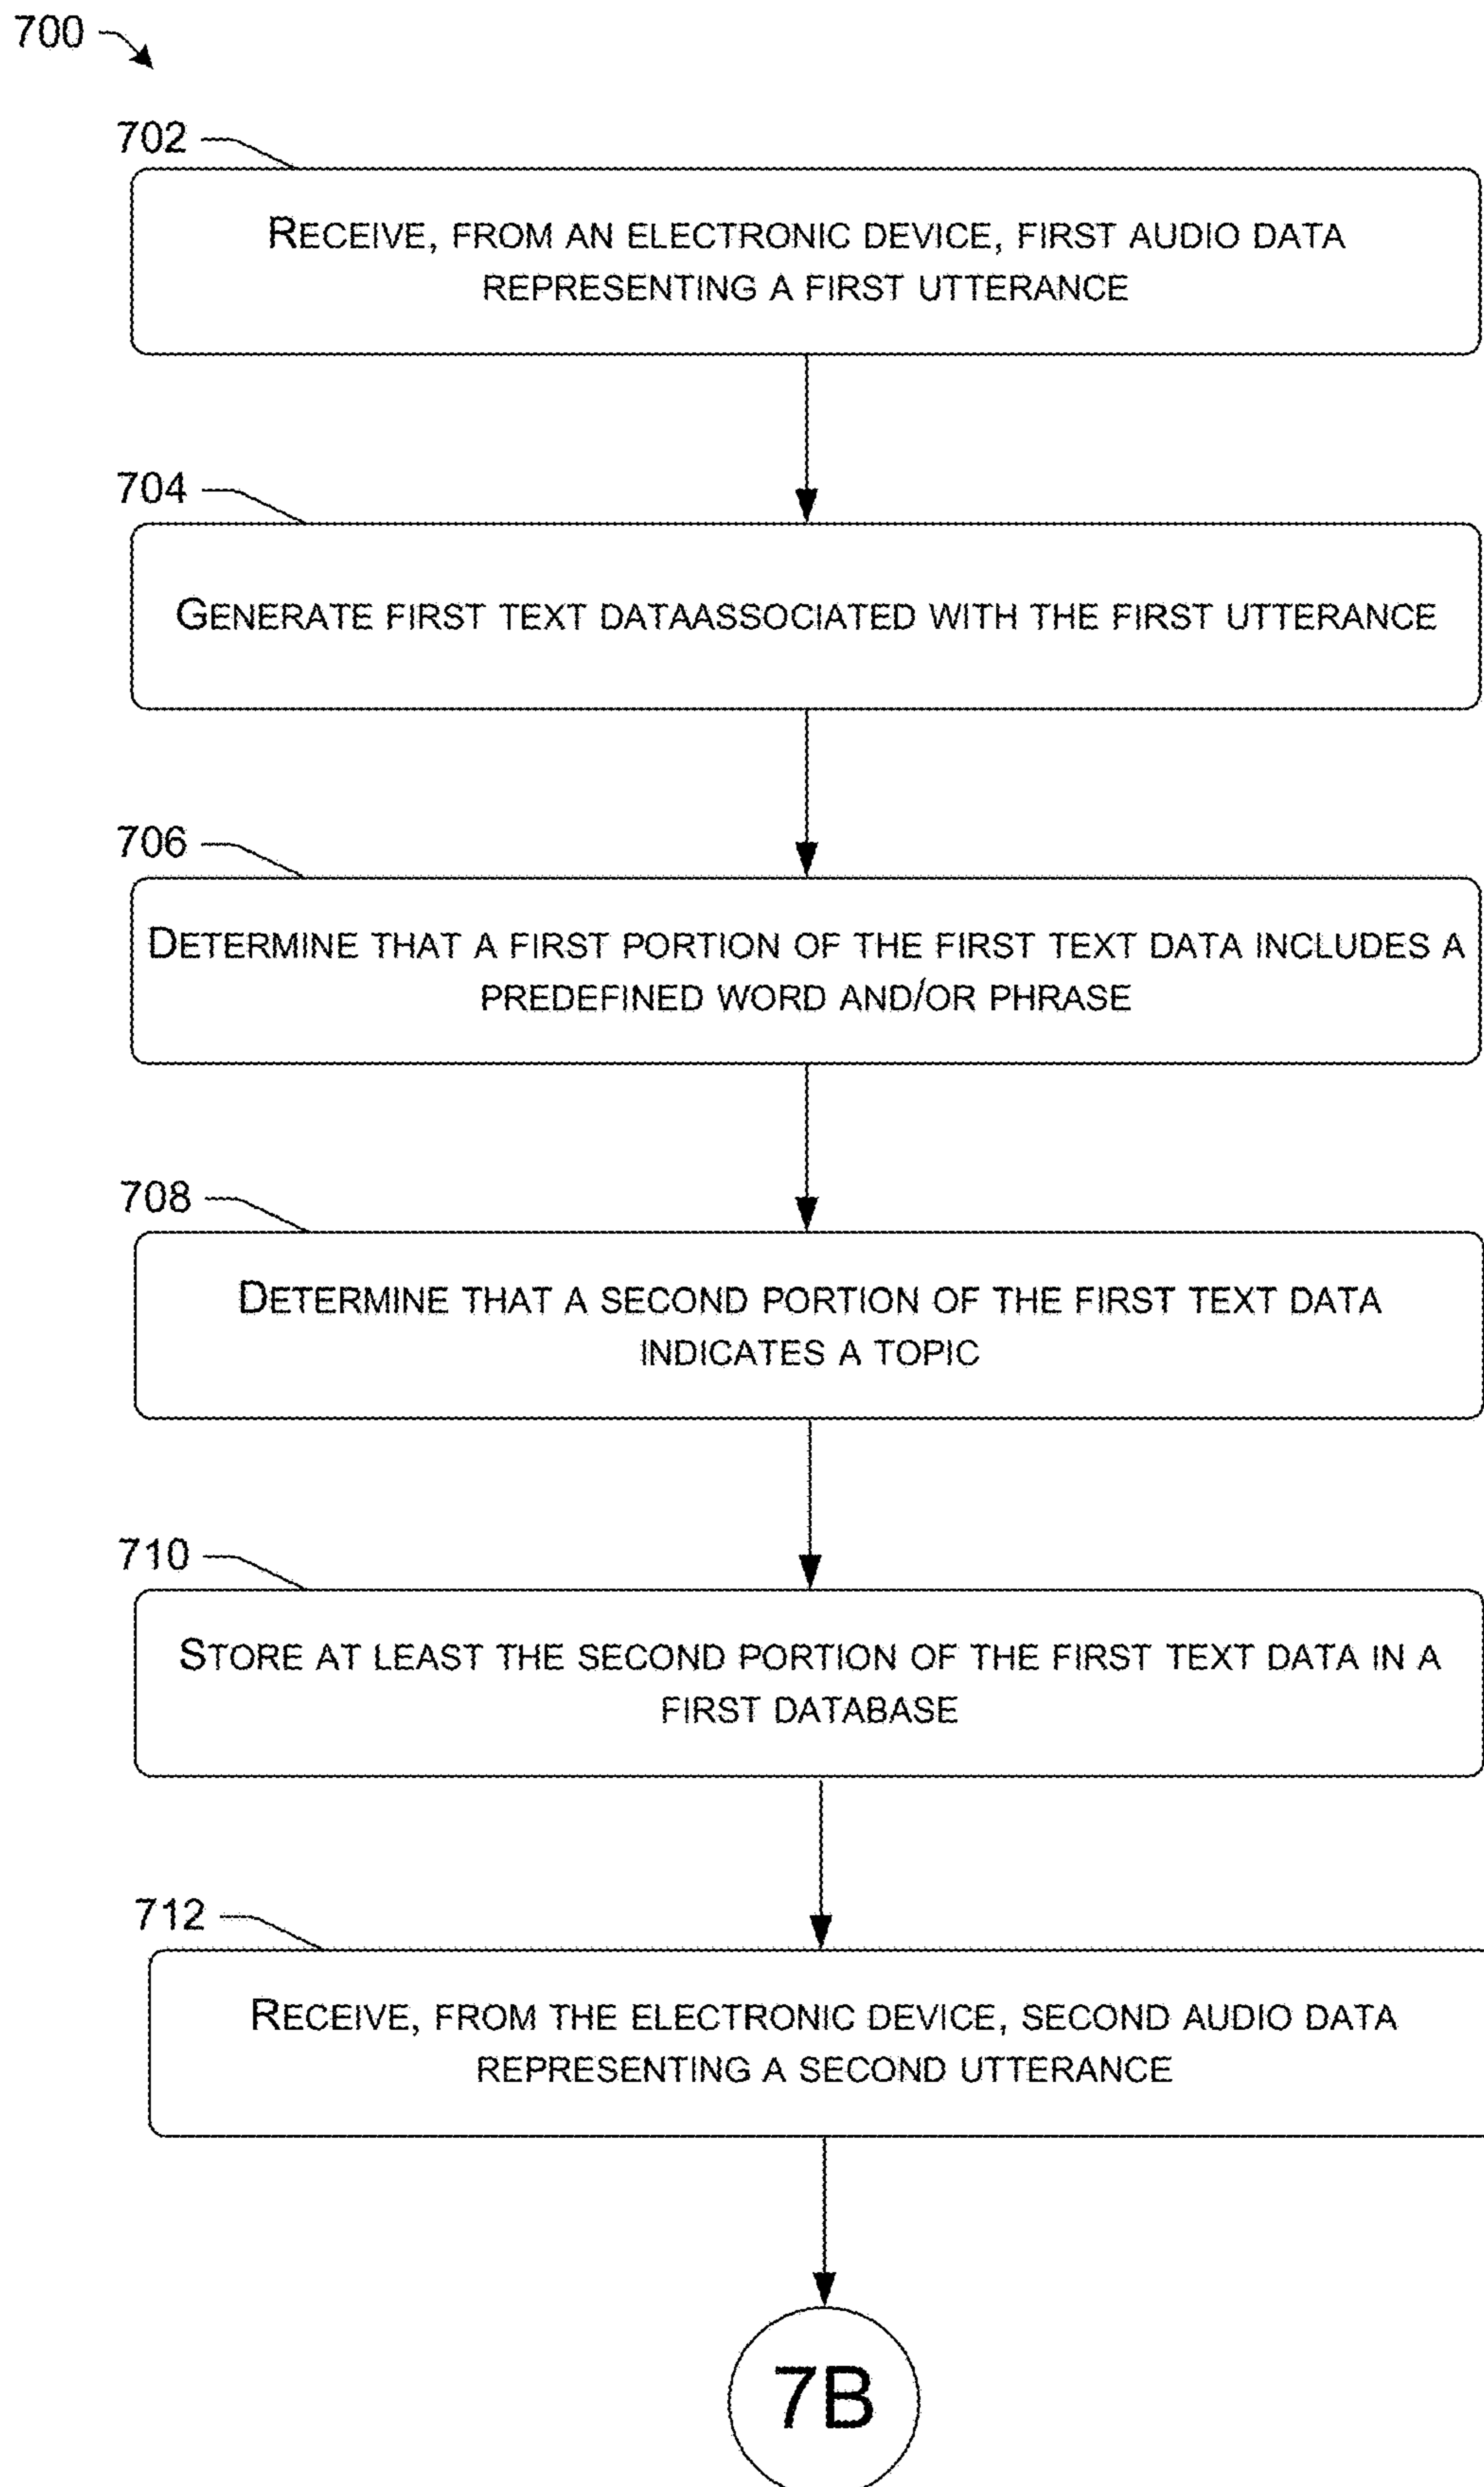 700
702
RECEIVE, FROM AN ELECTRONIC DEVICE, FIRST AUDIO DATA
REPRESENTING A FIRST UTTERANCE
704
GENERATE FIRST TEXT DATAASSOCIATED WITH THE FIRST UTTERANCE
706
DETERMINE THAT A FIRST PORTION OF THE FIRST TEXT DATA INCLUDES A
PREDEFINED WORD AND/OR PHRASE
708
DETERMINE THAT A SECOND PORTION OF THE FIRST TEXT DATA
INDICATES A TOPIC
710
STORE AT LEAST THE SECOND PORTION OF THE FIRST TEXT DATA IN A
FIRST DATABASE
712
RECEIVE, FROM THE ELECTRONIC DEVICE, SECOND AUDIO DATA
REPRESENTING A SECOND UTTERANCE
7B